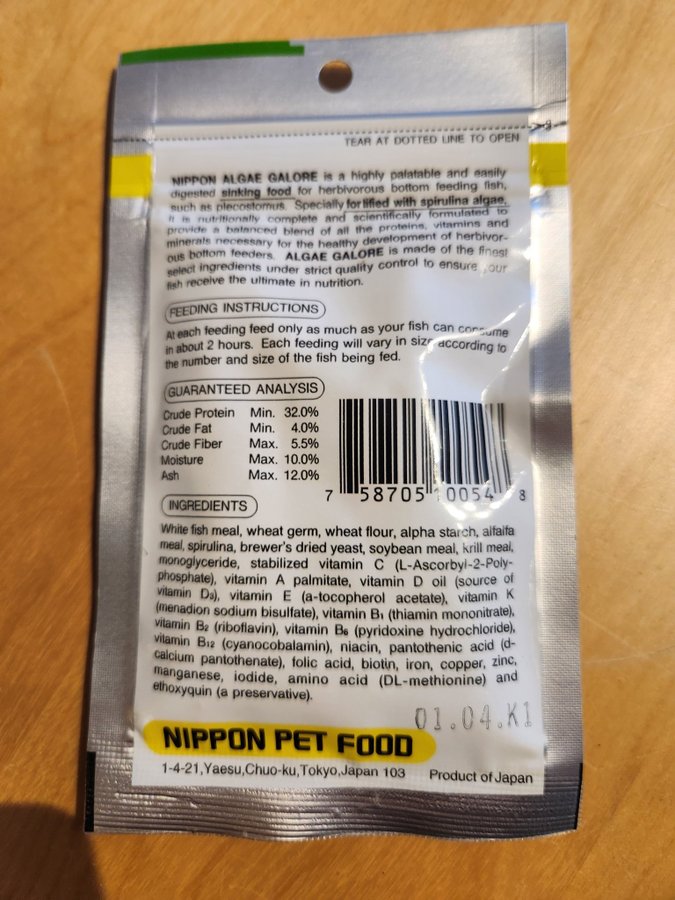 TEAR AT DOTTED LINE TO OPEN
NIPPON ALGAE GALORE is a highly palatable and easily
digested sinking food for herbivorous bottom feeding fish,
such as plecostomus. Specially fortified with spirulina algae,
it is nutritionally complete and scientifically formulated to
provide a balanced blend of all the proteins, vitamins and
minerals necessary for the healthy development of herbivor-
ous bottom feeders. ALGAE GALORE is made of the finest
select ingredients under strict quality control to ensure your
fish receive the ultimate in nutrition.
FEEDING INSTRUCTIONS
At each feeding feed only as much as your fish can consume
in about 2 hours. Each feeding will vary in size according to
the number and size of the fish being fed.
GUARANTEED ANALYSIS
Crude Protein Min. 32.0%
Crude Fat Min. 4.0%
Crude Fiber Max. 5.5%
Moisture Max. 10.0%
Ash Max. 12.0%
7 58705 10054 8
INGREDIENTS
White fish meal, wheat germ, wheat flour, alpha starch, alfalfa
meal, spirulina, brewer's dried yeast, soybean meal, krill meal,
monoglyceride, stabilized vitamin C (L-Ascorbyl-2-Poly-
phosphate), vitamin A palmitate, vitamin D oil (source of
vitamin D₃), vitamin E (a-tocopherol acetate), vitamin K
(menadion sodium bisulfate), vitamin B₁ (thiamin mononitrate),
vitamin B₂ (riboflavin), vitamin B₆ (pyridoxine hydrochloride),
vitamin B₁₂ (cyanocobalamin), niacin, pantothenic acid (d-
calcium pantothenate), folic acid, biotin, iron, copper, zinc,
manganese, iodide, amino acid (DL-methionine) and
ethoxyquin (a preservative).
01.04.K1
NIPPON PET FOOD
1-4-21,Yaesu,Chuo-ku,Tokyo,Japan 103 Product of Japan